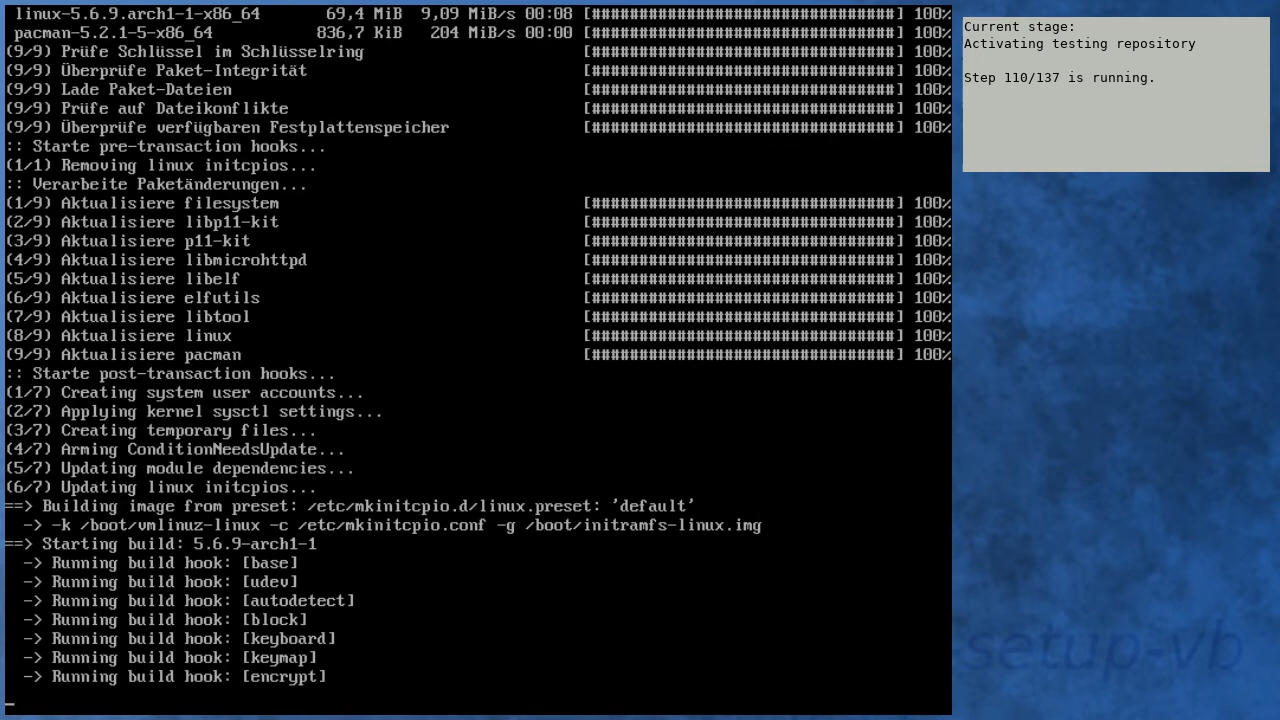 linux-5.6.9.arch1-1-x86_64 69,4 MiB 9,09 MiB/s 00:08 [################################] 100%
pacman-5.2.1-5-x86_64 836,7 KiB 204 MiB/s 00:00 [################################] 100%
(9/9) Prüfe Schlüssel im Schlüsselring [################################] 100%
(9/9) Überprüfe Paket-Integrität [################################] 100%
(9/9) Lade Paket-Dateien [################################] 100%
(9/9) Prüfe auf Dateikonflikte [################################] 100%
(9/9) Überprüfe verfügbaren Festplattenspeicher [################################] 100%
:: Starte pre-transaction hooks...
(1/1) Removing linux initcpios...
:: Verarbeite Paketänderungen...
(1/9) Aktualisiere filesystem [################################] 100%
(2/9) Aktualisiere libp11-kit [################################] 100%
(3/9) Aktualisiere p11-kit [################################] 100%
(4/9) Aktualisiere libmicrohttpd [################################] 100%
(5/9) Aktualisiere libelf [################################] 100%
(6/9) Aktualisiere elfutils [################################] 100%
(7/9) Aktualisiere libtool [################################] 100%
(8/9) Aktualisiere linux [################################] 100%
(9/9) Aktualisiere pacman [################################] 100%
:: Starte post-transaction hooks...
(1/7) Creating system user accounts...
(2/7) Applying kernel sysctl settings...
(3/7) Creating temporary files...
(4/7) Arming ConditionNeedsUpdate...
(5/7) Updating module dependencies...
(6/7) Updating linux initcpios...
==> Building image from preset: /etc/mkinitcpio.d/linux.preset: 'default'
-> -k /boot/vmlinuz-linux -c /etc/mkinitcpio.conf -g /boot/initramfs-linux.img
==> Starting build: 5.6.9-arch1-1
-> Running build hook: [base]
-> Running build hook: [udev]
-> Running build hook: [autodetect]
-> Running build hook: [block]
-> Running build hook: [keyboard]
-> Running build hook: [keymap]
-> Running build hook: [encrypt]
_
Current stage:
Activating testing repository
Step 110/137 is running.
setup-vb